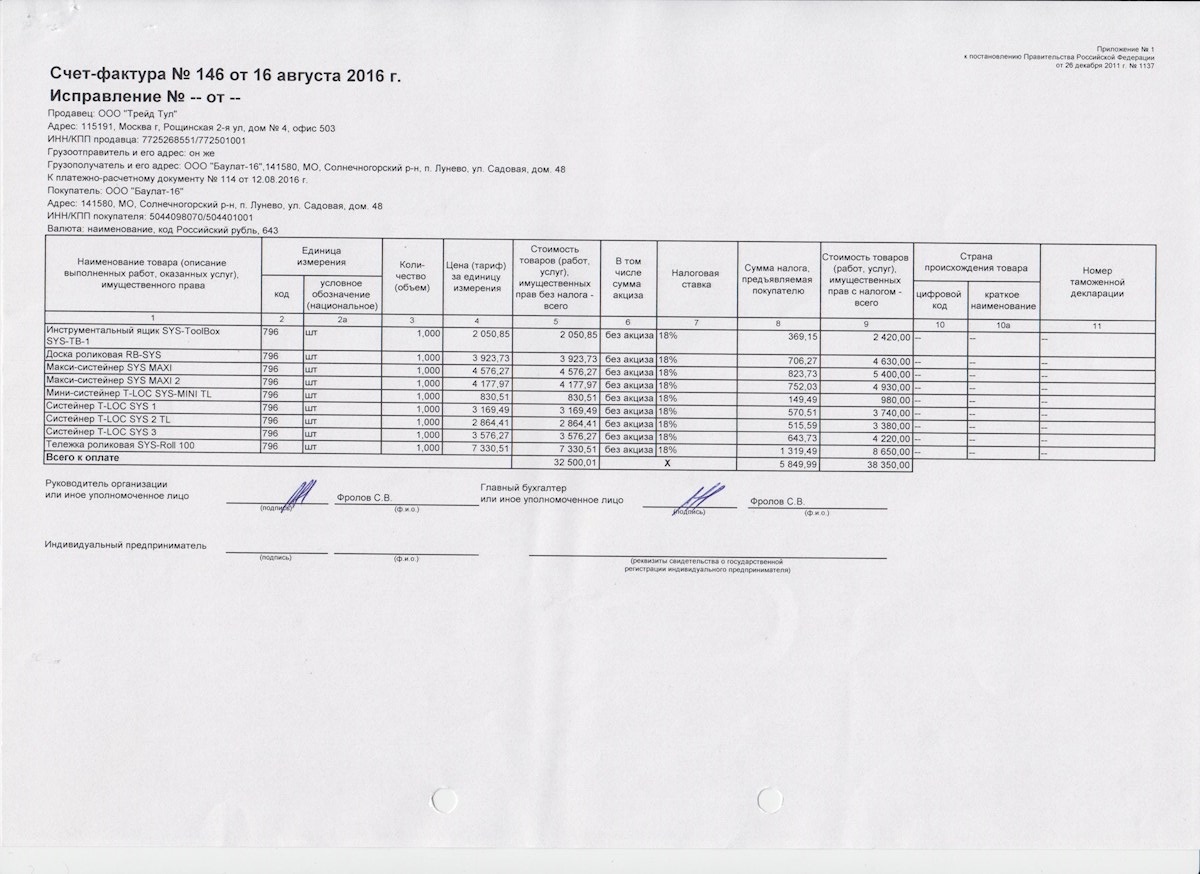 Приложение № 1
к постановлению Правительства Российской Федерации
от 26 декабря 2011 г. № 1137
Счет-фактура № 146 от 16 августа 2016 г.
Исправление № -- от --
Продавец: ООО "Трейд Тул"
Адрес: 115191, Москва г, Рощинская 2-я ул, дом № 4, офис 503
ИНН/КПП продавца: 7725268551/772501001
Грузоотправитель и его адрес: он же
Грузополучатель и его адрес: ООО "Баулат-16",141580, МО, Солнечногорский р-н, п. Лунево, ул. Садовая, дом. 48
К платежно-расчетному документу № 114 от 12.08.2016 г.
Покупатель: ООО "Баулат-16"
Адрес: 141580, МО, Солнечногорский р-н, п. Лунево, ул. Садовая, дом. 48
ИНН/КПП покупателя: 5044098070/504401001
Валюта: наименование, код Российский рубль, 643
Наименование товара (описание
выполненных работ, оказанных услуг),
имущественного права
Единица
измерения
код
условное
обозначение
(национальное)
Коли-
чество
(объем)
Цена (тариф)
за единицу
измерения
Стоимость
товаров (работ,
услуг),
имущественных
прав без налога -
всего
В том
числе
сумма
акциза
Налоговая
ставка
Сумма налога,
предъявляемая
покупателю
Стоимость товаров
(работ, услуг),
имущественных
прав с налогом -
всего
Страна
происхождения товара
цифровой
код
краткое
наименование
Номер
таможенной
декларации
1 2 2а 3 4 5 6 7 8 9 10 10а 11
Инструментальный ящик SYS-ToolBox
SYS-TB-1 796 шт 1,000 2 050,85 2 050,85 без акциза 18% 369,15 2 420,00 -- -- --
Доска роликовая RB-SYS 796 шт 1,000 3 923,73 3 923,73 без акциза 18% 706,27 4 630,00 -- -- --
Макси-систейнер SYS MAXI 796 шт 1,000 4 576,27 4 576,27 без акциза 18% 823,73 5 400,00 -- -- --
Макси-систейнер SYS MAXI 2 796 шт 1,000 4 177,97 4 177,97 без акциза 18% 752,03 4 930,00 -- -- --
Мини-систейнер T-LOC SYS-MINI TL 796 шт 1,000 830,51 830,51 без акциза 18% 149,49 980,00 -- -- --
Систейнер T-LOC SYS 1 796 шт 1,000 3 169,49 3 169,49 без акциза 18% 570,51 3 740,00 -- -- --
Систейнер T-LOC SYS 2 TL 796 шт 1,000 2 864,41 2 864,41 без акциза 18% 515,59 3 380,00 -- -- --
Систейнер T-LOC SYS 3 796 шт 1,000 3 576,27 3 576,27 без акциза 18% 643,73 4 220,00 -- -- --
Тележка роликовая SYS-Roll 100 796 шт 1,000 7 330,51 7 330,51 без акциза 18% 1 319,49 8 650,00 -- -- --
Всего к оплате 32 500,01 X 5 849,99 38 350,00
Руководитель организации
или иное уполномоченное лицо
Фролов С.В.
(подпись) (ф.и.о.)
Главный бухгалтер
или иное уполномоченное лицо
Фролов С.В.
(подпись) (ф.и.о.)
Индивидуальный предприниматель
(подпись) (ф.и.о.)
(реквизиты свидетельства о государственной
регистрации индивидуального предпринимателя)